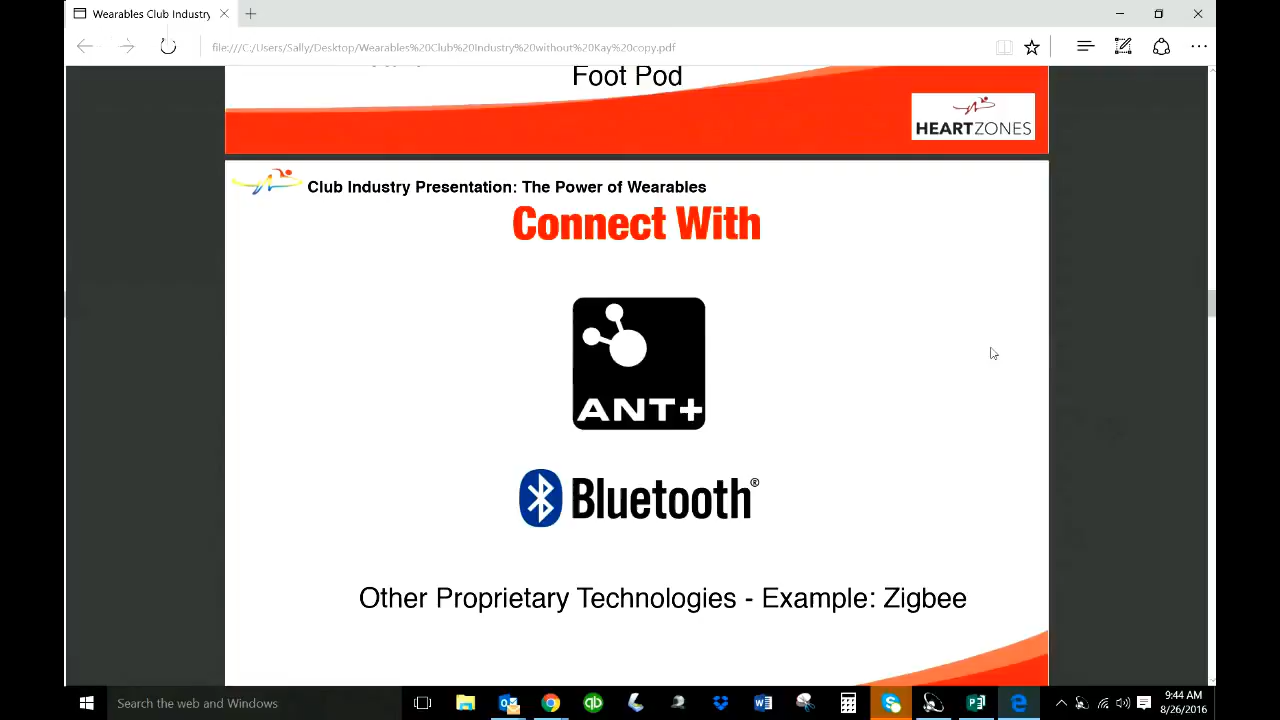 Wearables Club Industry
file:///C:/Users/Sally/Desktop/Wearables%20Club%20Industry%20without%20Kay%20copy.pdf
Foot Pod
HEARTZONES
Club Industry Presentation: The Power of Wearables
Connect With
ANT+
Bluetooth®
Other Proprietary Technologies - Example: Zigbee
Search the web and Windows
9:44 AM
8/26/2016